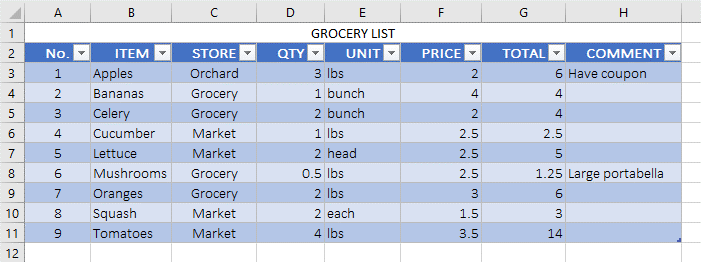 A B C D E F G H
1 GROCERY LIST
2 No. ITEM STORE QTY UNIT PRICE TOTAL COMMENT
3 1 Apples Orchard 3 lbs 2 6 Have coupon
4 2 Bananas Grocery 1 bunch 4 4
5 3 Celery Grocery 2 bunch 2 4
6 4 Cucumber Market 1 lbs 2.5 2.5
7 5 Lettuce Market 2 head 2.5 5
8 6 Mushrooms Grocery 0.5 lbs 2.5 1.25 Large portabella
9 7 Oranges Grocery 2 lbs 3 6
10 8 Squash Market 2 each 1.5 3
11 9 Tomatoes Market 4 lbs 3.5 14
12